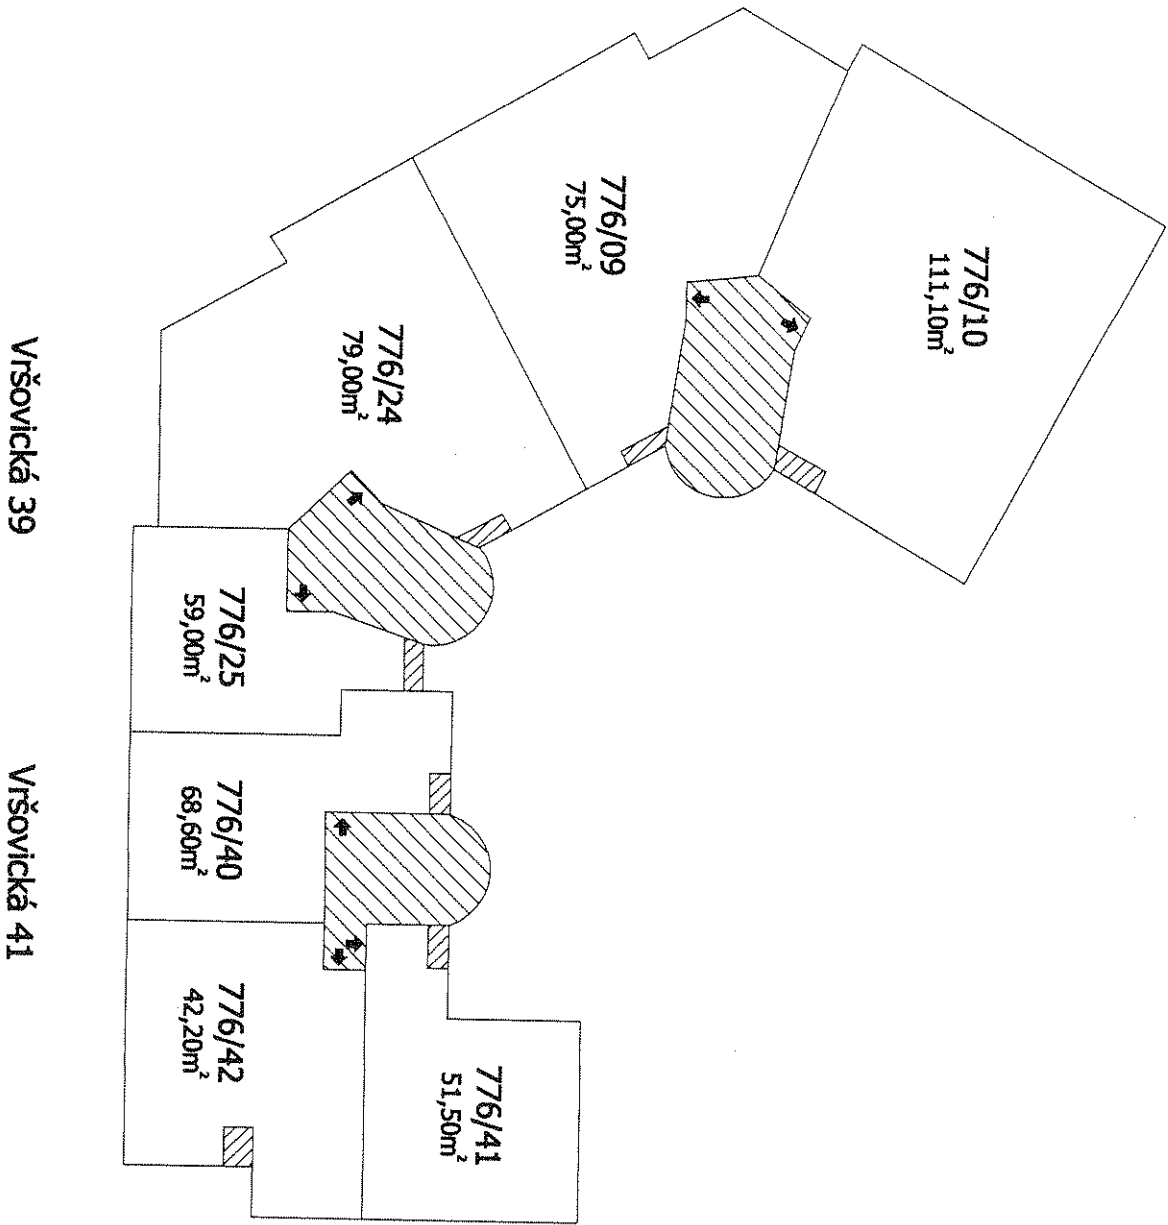 776/10
111,10m²
776/09
75,00m²
776/24
79,00m²
776/25
59,00m²
776/40
68,60m²
776/42
42,20m²
776/41
51,50m²
Vršovická 39
Vršovická 41